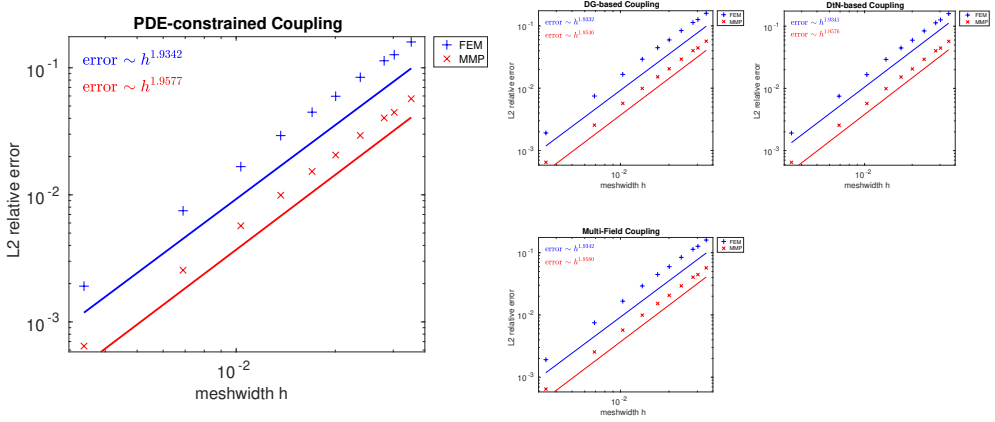 PDE-constrained Coupling
error ∼ h^1.9342
error ∼ h^1.9577
FEM
MMP
10^-1
10^-2
10^-3
L2 relative error
10^-2
meshwidth h
DG-based Coupling
error ∼ h^1.9332
error ∼ h^1.9546
FEM
MMP
10^-1
10^-2
10^-3
L2 relative error
10^-2
meshwidth h
DtN-based Coupling
error ∼ h^1.9341
error ∼ h^1.9576
FEM
MMP
10^-1
10^-2
10^-3
L2 relative error
10^-2
meshwidth h
Multi-Field Coupling
error ∼ h^1.9342
error ∼ h^1.9580
FEM
MMP
10^-1
10^-2
10^-3
L2 relative error
10^-2
meshwidth h